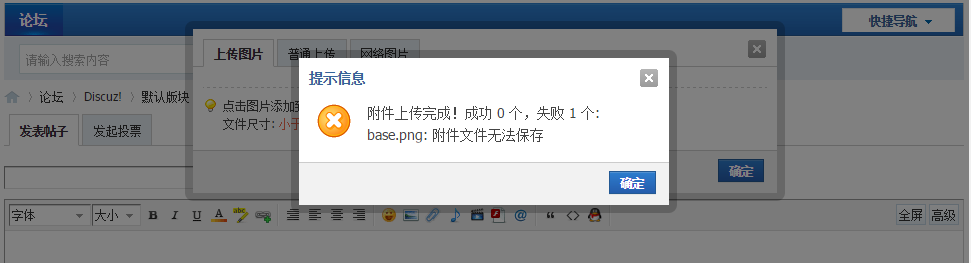 论坛
快捷导航
上传图片 普通上传 网络图片
请输入搜索内容
提示信息
论坛 Discuz! 默认版块
点击图片添加到
附件上传完成！成功 0 个，失败 1 个:
文件尺寸: 小于
base.png: 附件文件无法保存
发表帖子 发起投票
确定
确定
字体 大小 B I U A abc
全屏 高级